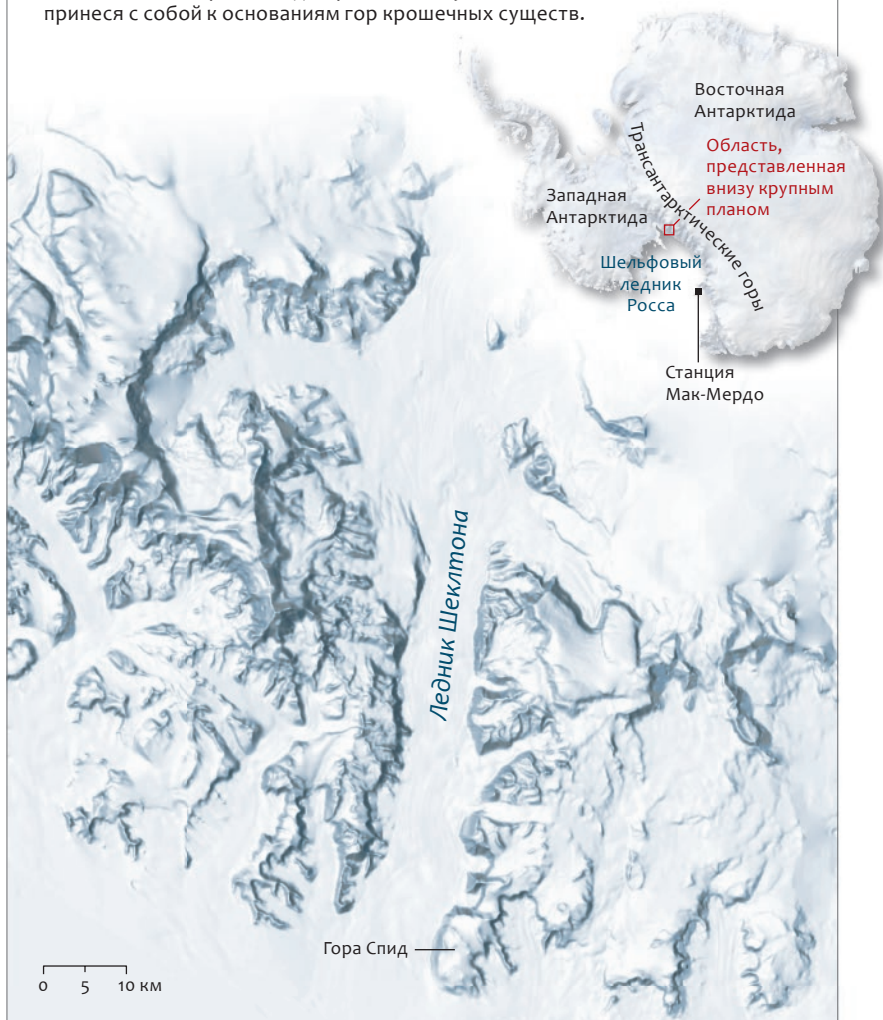 принеся с собой к основаниям гор крошечных существ.
Восточная
Антарктида
Трансантарктические горы
Область,
представленная
внизу крупным
планом
Западная
Антарктида
Шельфовый
ледник
Росса
Станция
Мак-Мердо
Ледник Шеклтона
Гора Спид
0 5 10 км